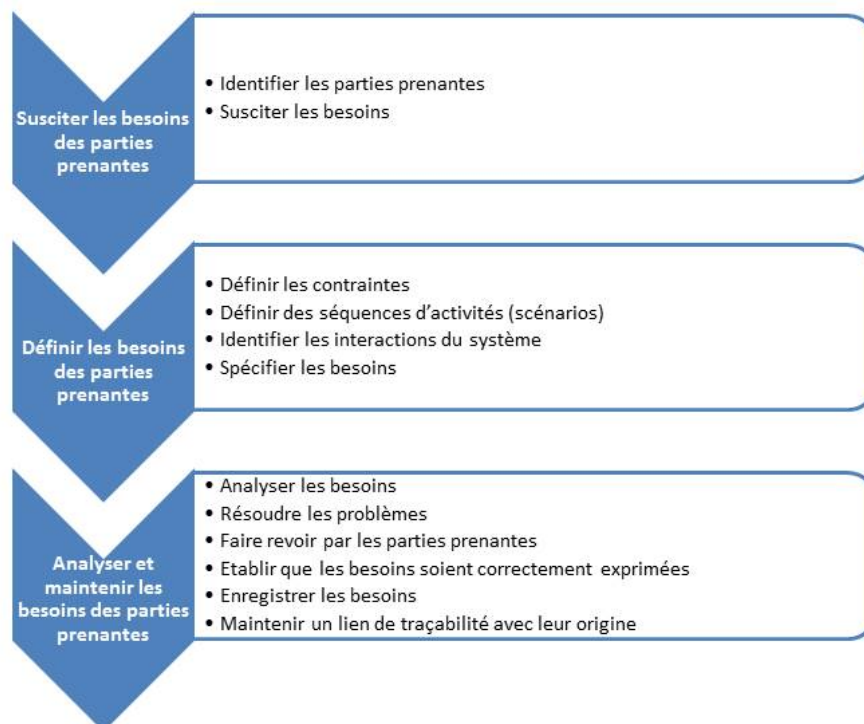 Susciter les besoins
des parties
prenantes
• Identifier les parties prenantes
• Susciter les besoins
Définir les besoins
des parties
prenantes
• Définir les contraintes
• Définir des séquences d'activités (scénarios)
• Identifier les interactions du système
• Spécifier les besoins
Analyser et
maintenir les
besoins des parties
prenantes
• Analyser les besoins
• Résoudre les problèmes
• Faire revoir par les parties prenantes
• Etablir que les besoins soient correctement exprimées
• Enregistrer les besoins
• Maintenir un lien de traçabilité avec leur origine